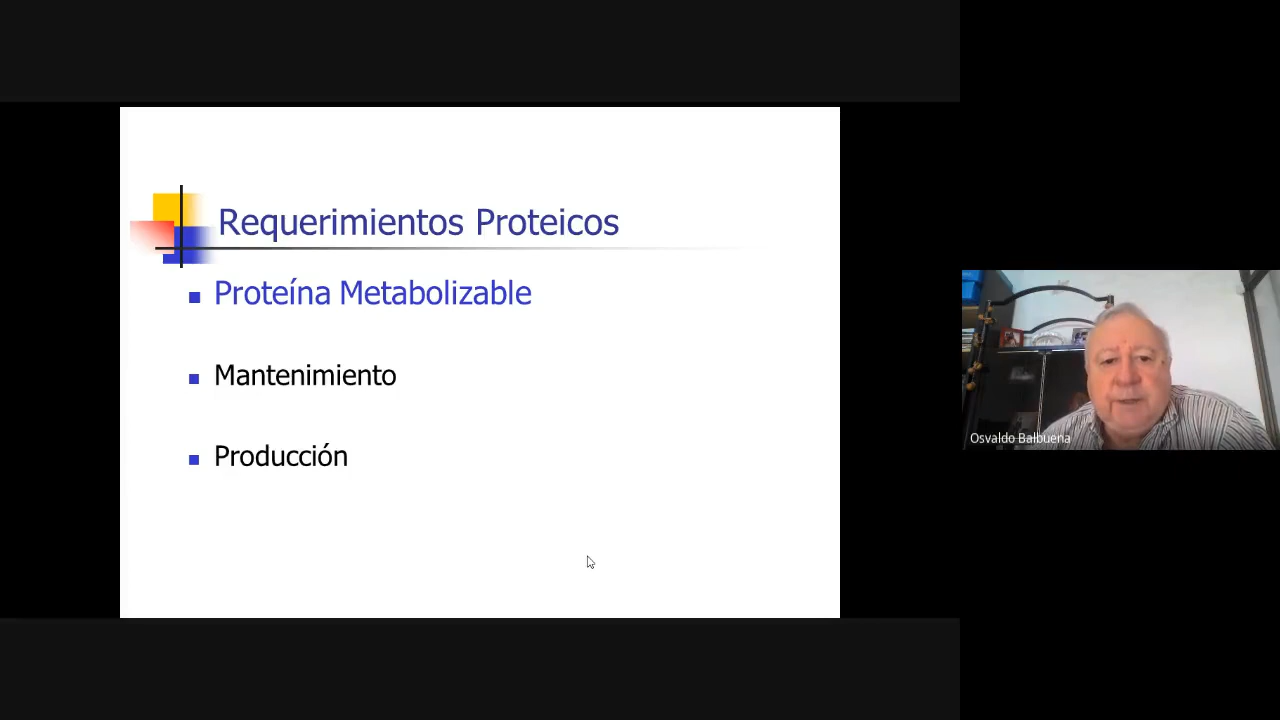 Requerimientos Proteicos
Proteína Metabolizable
Mantenimiento
Producción
Osvaldo Balbuena